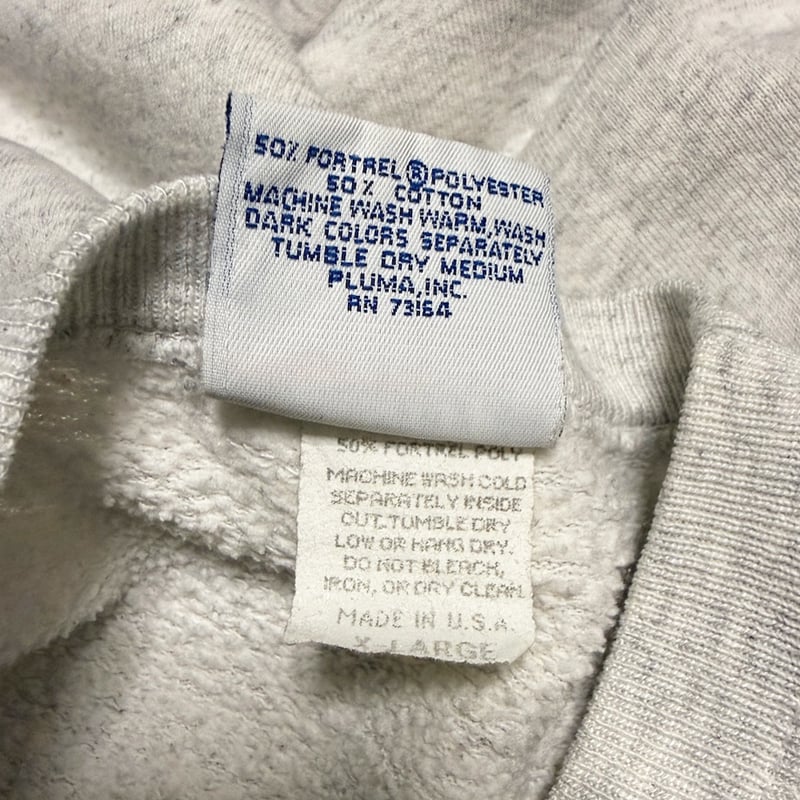 50% FORTREL ® POLYESTER
50% COTTON
MACHINE WASH WARM, WASH
DARK COLORS SEPARATELY
TUMBLE DRY MEDIUM
PLUMA, INC.
RN 73164
50% FORTREL POLY
MACHINE WASH COLD
SEPARATELY INSIDE
OUT. TUMBLE DRY
LOW OR HANG DRY.
DO NOT BLEACH,
IRON, OR DRY CLEAN.
MADE IN U.S.A.
X-LARGE